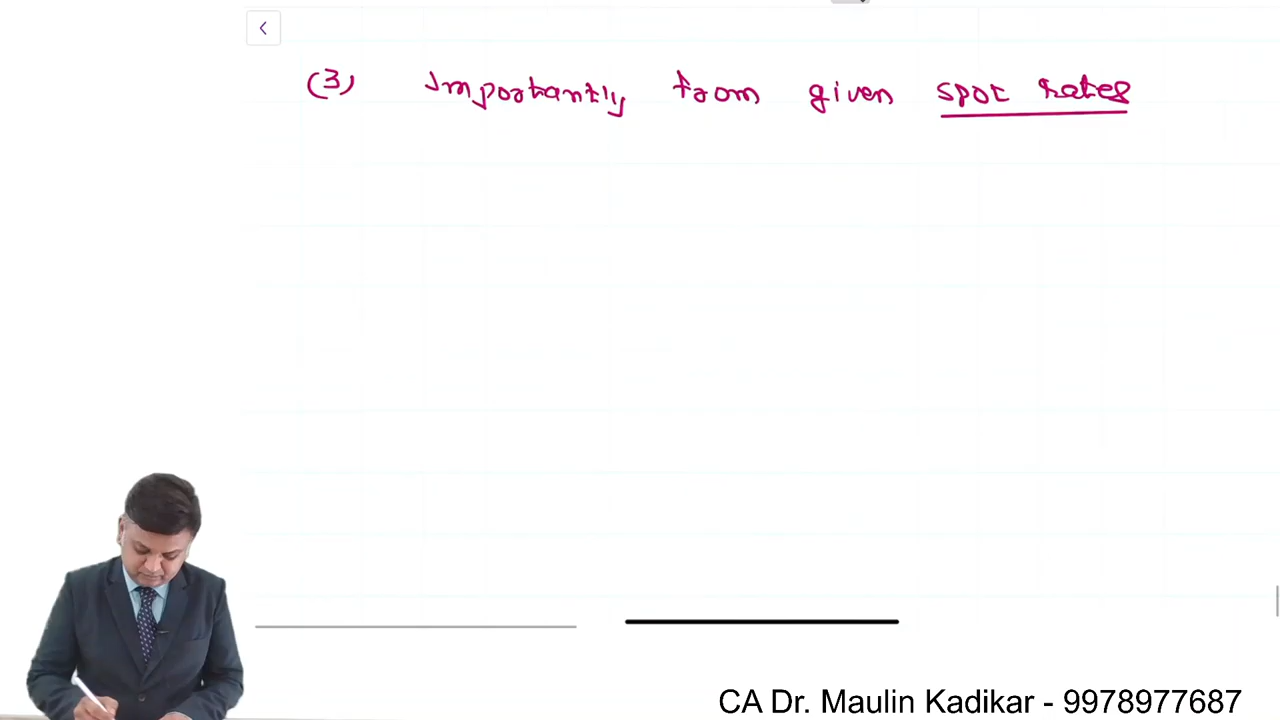 (3) Importantly from given spot rates
CA Dr. Maulin Kadikar - 9978977687